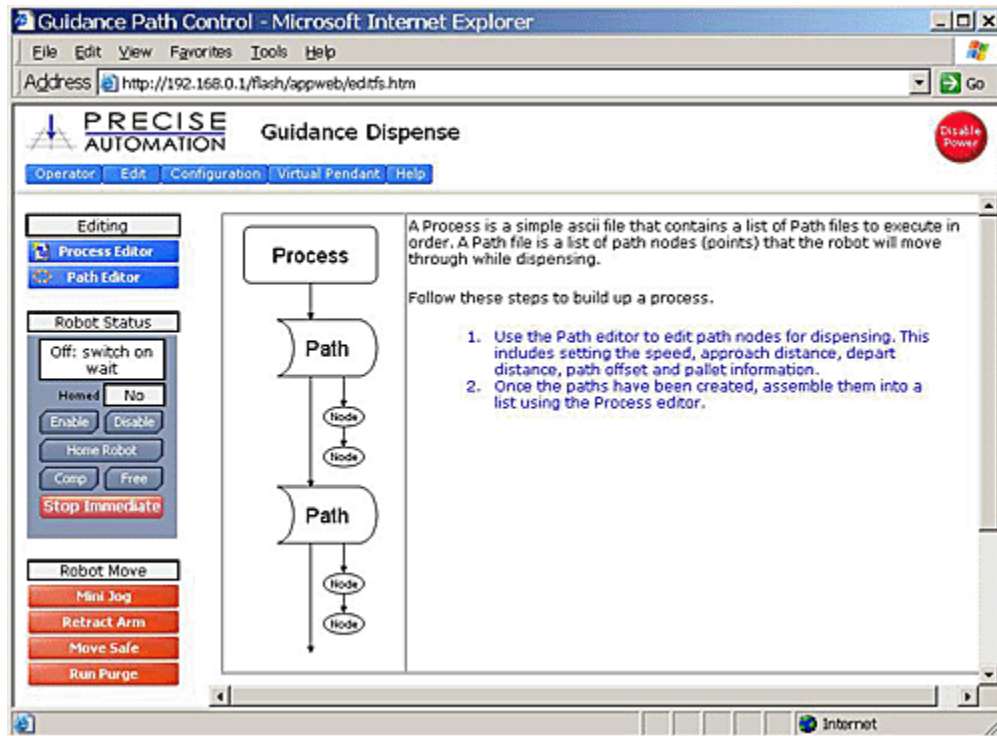 Guidance Path Control - Microsoft Internet Explorer
File Edit View Favorites Tools Help
Address http://192.168.0.1/flash/appweb/editfs.htm Go
PRECISE
AUTOMATION
Guidance Dispense
Disable
Power
Operator Edit Configuration Virtual Pendant Help
Editing
Process Editor
Path Editor
Robot Status
Off: switch on
wait
Homed No
Enable Disable
Home Robot
Comp Free
Stop Immediate
Robot Move
Mini Jog
Retract Arm
Move Safe
Run Purge
Process
Path
Node
Node
Path
Node
Node
A Process is a simple ascii file that contains a list of Path files to execute in
order. A Path file is a list of path nodes (points) that the robot will move
through while dispensing.
Follow these steps to build up a process.
1. Use the Path editor to edit path nodes for dispensing. This
includes setting the speed, approach distance, depart
distance, path offset and pallet information.
2. Once the paths have been created, assemble them into a
list using the Process editor.
Internet